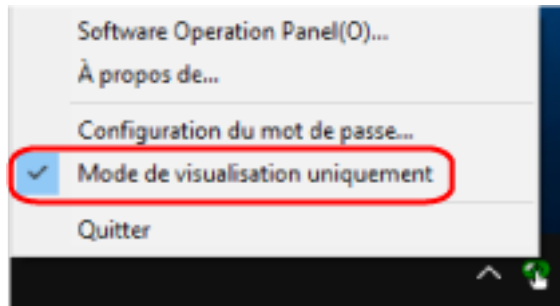 Software Operation Panel(O)...
À propos de...
Configuration du mot de passe...
Mode de visualisation uniquement
Quitter